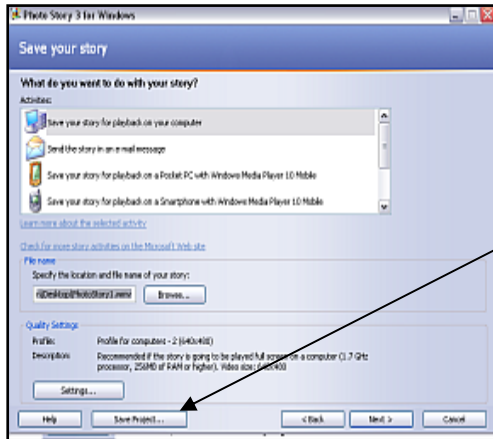 Photo Story 3 for Windows
Save your story
What do you want to do with your story?
Activities:
Save your story for playback on your computer
Send the story in an e-mail message
Save your story for playback on a Pocket PC with Windows Media Player 10 Mobile
Save your story for playback on a Smartphone with Windows Media Player 10 Mobile
Learn more about the selected activity
Check for more story activities on the Microsoft Web site
File name
Specify the location and file name of your story:
\Desktop\PhotoStory1.wmv Browse...
Quality Settings
Profile: Profile for computers - 2 (640x480)
Description: Recommended if the story is going to be played full screen on a computer (1.7 GHz
processor, 256MB of RAM or higher). Video size: 640x480
Settings...
Help Save Project... < Back Next > Cancel